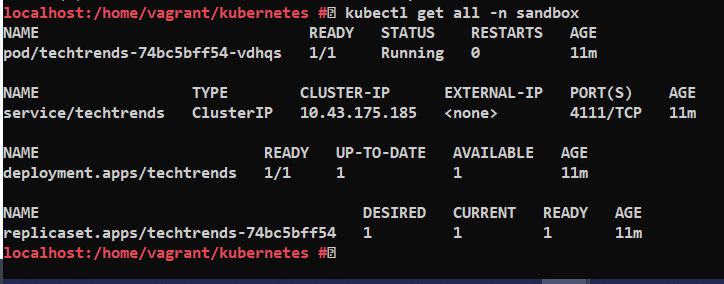 localhost:/home/vagrant/kubernetes # kubectl get all -n sandbox
NAME                              READY   STATUS    RESTARTS   AGE
pod/techtrends-74bc5bff54-vdhqs   1/1     Running   0          11m

NAME                 TYPE        CLUSTER-IP      EXTERNAL-IP   PORT(S)    AGE
service/techtrends   ClusterIP   10.43.175.185   <none>        4111/TCP   11m

NAME                         READY   UP-TO-DATE   AVAILABLE   AGE
deployment.apps/techtrends   1/1     1            1           11m

NAME                                    DESIRED   CURRENT   READY   AGE
replicaset.apps/techtrends-74bc5bff54   1         1         1       11m
localhost:/home/vagrant/kubernetes #